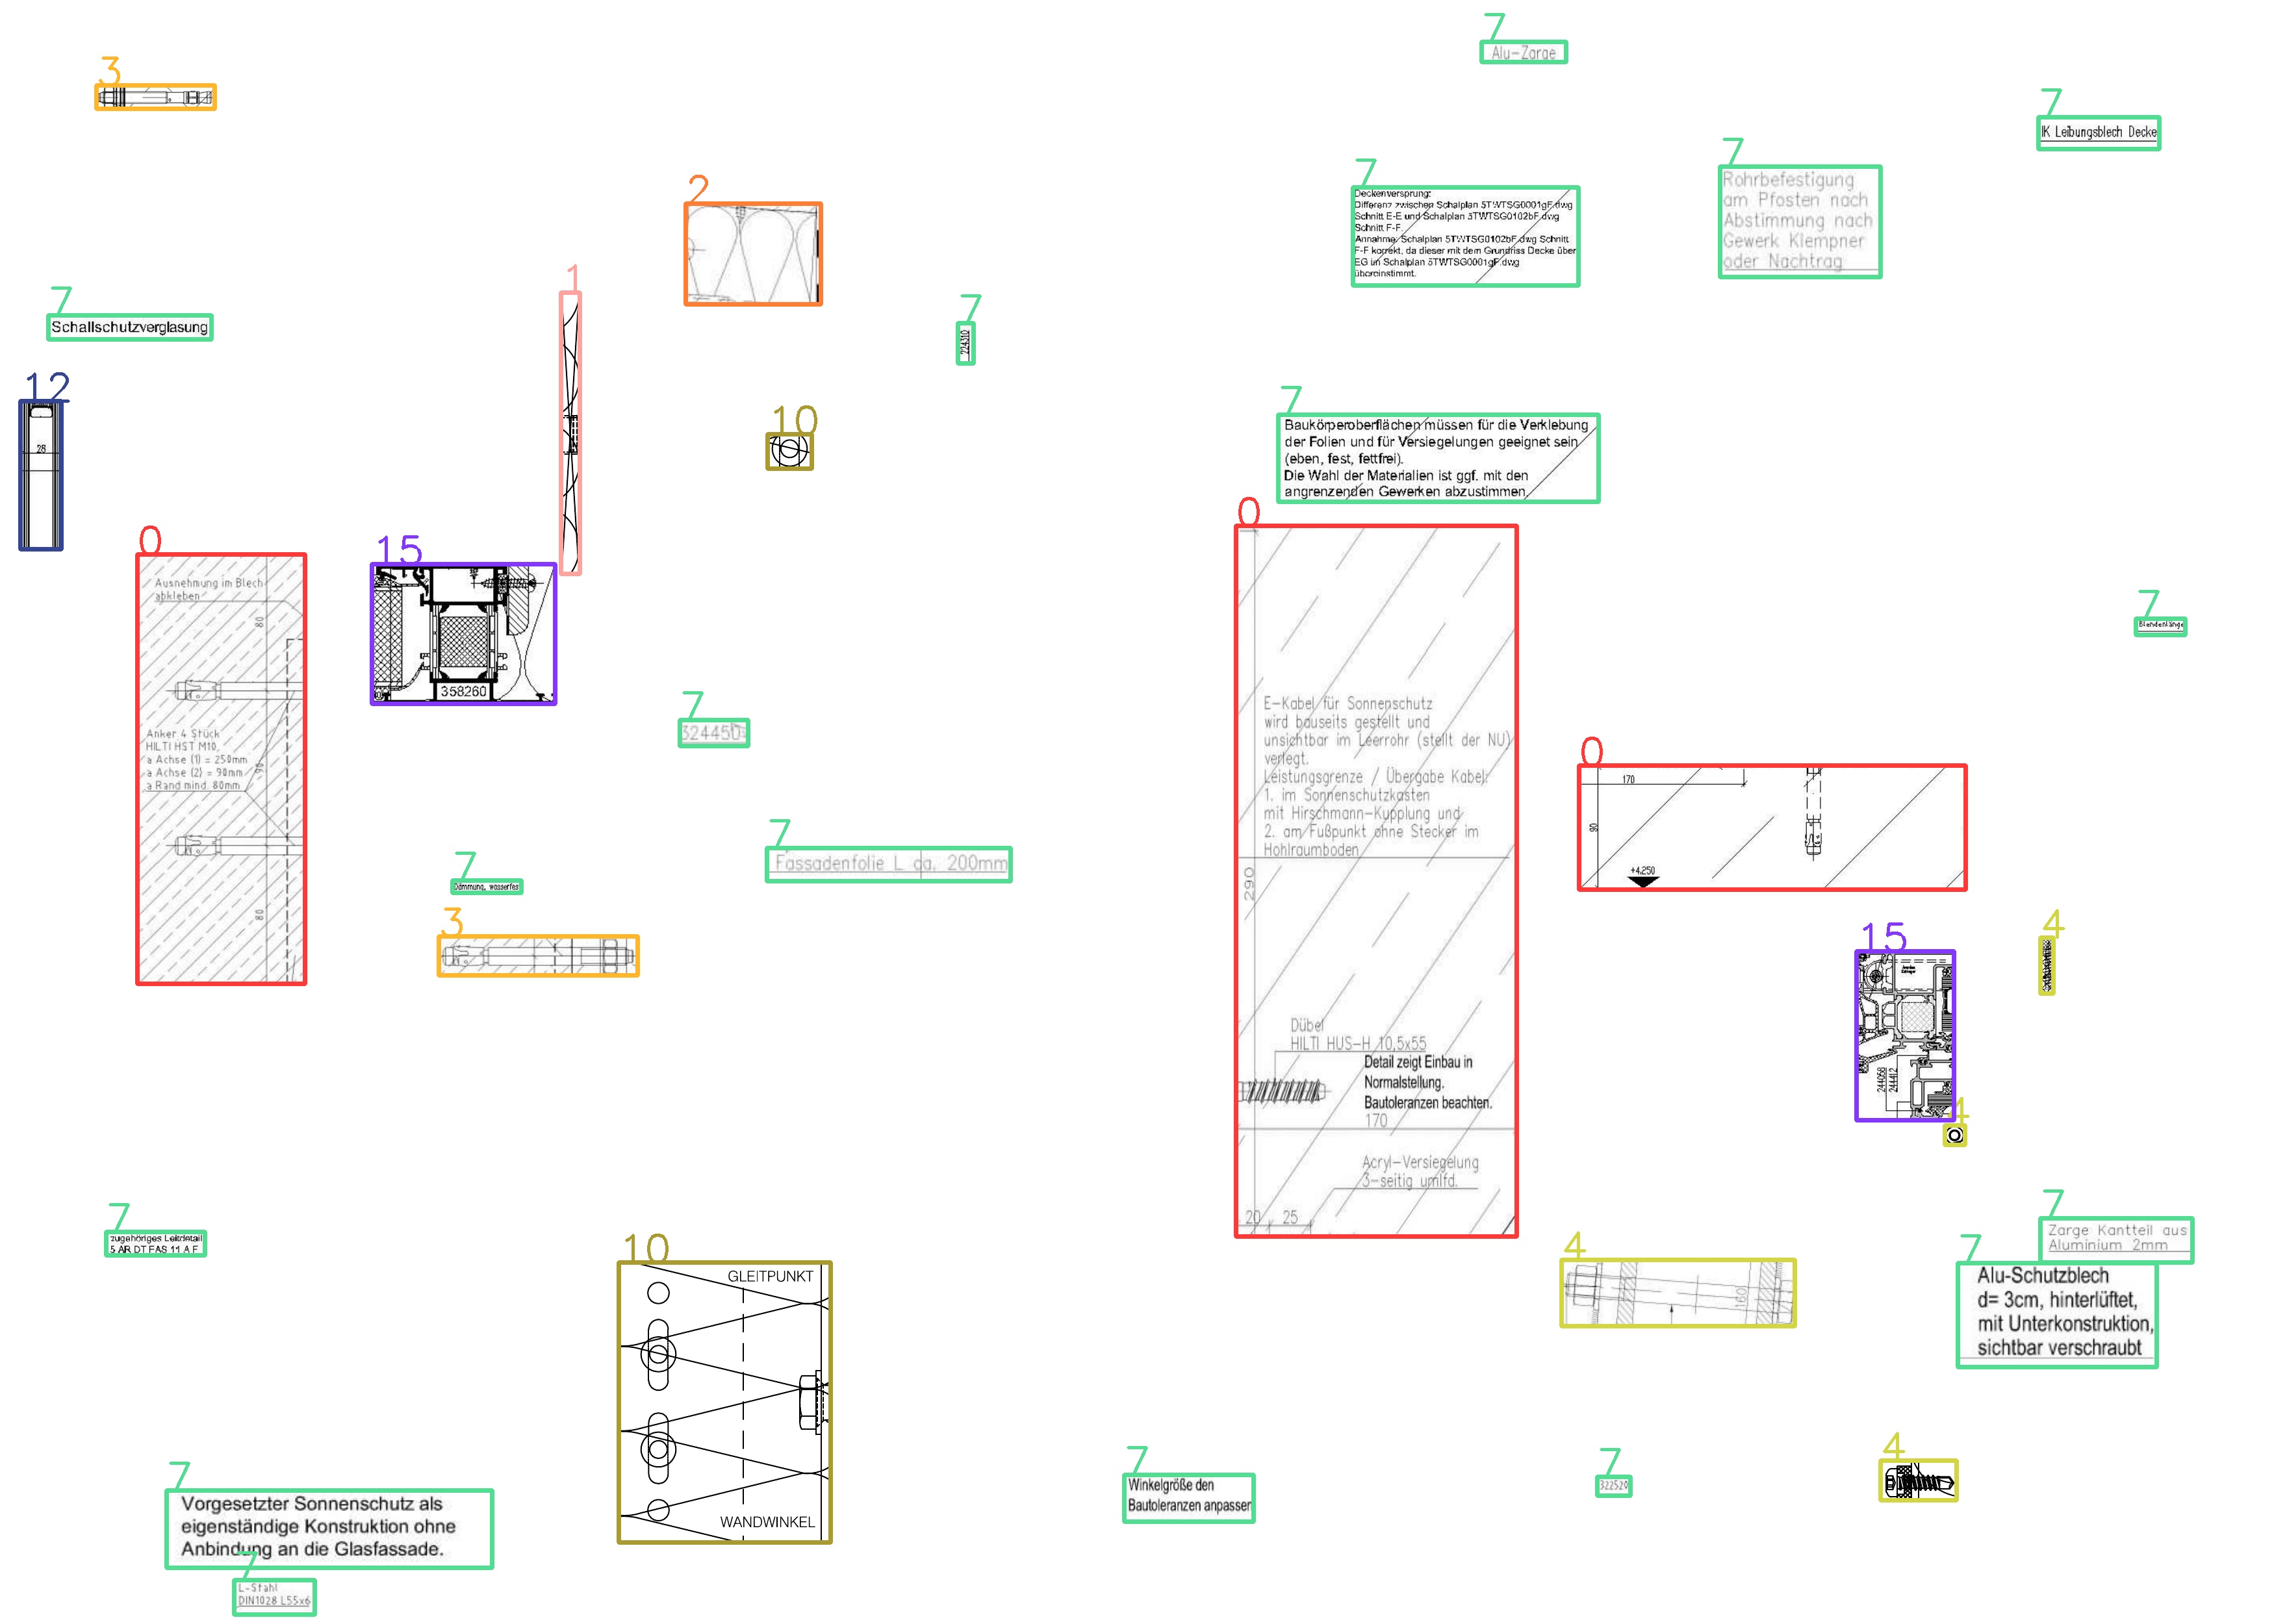 7
Alu-Zarge
3
7
IK Leibungsblech Decke
7
Rohrbefestigung
am Pfosten nach
Abstimmung nach
Gewerk Klempner
oder Nachtrag
7
Deckenversprung:
Differenz zwischen Schalplan 5TWTSG0001gF.dwg
Schnitt E-E und Schalplan 5TWTSG0102bF.dwg
Schnitt F-F.
Annahme: Schalplan 5TWTSG0102bF.dwg Schnitt
F-F korrekt, da dieser mit dem Grundriss Decke über
EG im Schalplan 5TWTSG0001gF.dwg
übereinstimmt.
2
1
7
Schallschutzverglasung
7
224310
12
28
10
7
Baukörperoberflächen müssen für die Verklebung
der Folien und für Versiegelungen geeignet sein
(eben, fest, fettfrei).
Die Wahl der Materialien ist ggf. mit den
angrenzenden Gewerken abzustimmen.
0
Ausnehmung im Blech
abkleben
80
Anker 4 Stück
HILTI HST M10,
a Achse (1) = 250mm
a Achse (2) = 90mm
a Rand mind. 80mm
90
80
15
358260
7
Blendenlänge
7
324450
7
Fassadenfolie L ca. 200mm
7
Dämmung, wasserfes
3
0
E-Kabel für Sonnenschutz
wird bauseits gestellt und
unsichtbar im Leerrohr (stellt der NU)
verlegt.
Leistungsgrenze / Übergabe Kabel:
1. im Sonnenschutzkasten
mit Hirschmann-Kupplung und
2. am Fußpunkt ohne Stecker im
Hohlraumboden
290
Dübel
HILTI HUS-H 10,5x55
Detail zeigt Einbau in
Normalstellung.
Bautoleranzen beachten.
170
Acryl-Versiegelung
3-seitig umlfd.
20 25
0
170
90
+4,250
15
244058
244412
4
4
7
zugehöriges Leitdetail
5 AR DT FAS 11 A F
10
GLEITPUNKT
WANDWINKEL
4
160
7
Zarge Kantteil aus
Aluminium 2mm
7
Alu-Schutzblech
d= 3cm, hinterlüftet,
mit Unterkonstruktion,
sichtbar verschraubt
7
Vorgesetzter Sonnenschutz als
eigenständige Konstruktion ohne
Anbindung an die Glasfassade.
7
L-Stahl
DIN1028 L55x6
7
Winkelgröße den
Bautoleranzen anpassen
7
322520
4